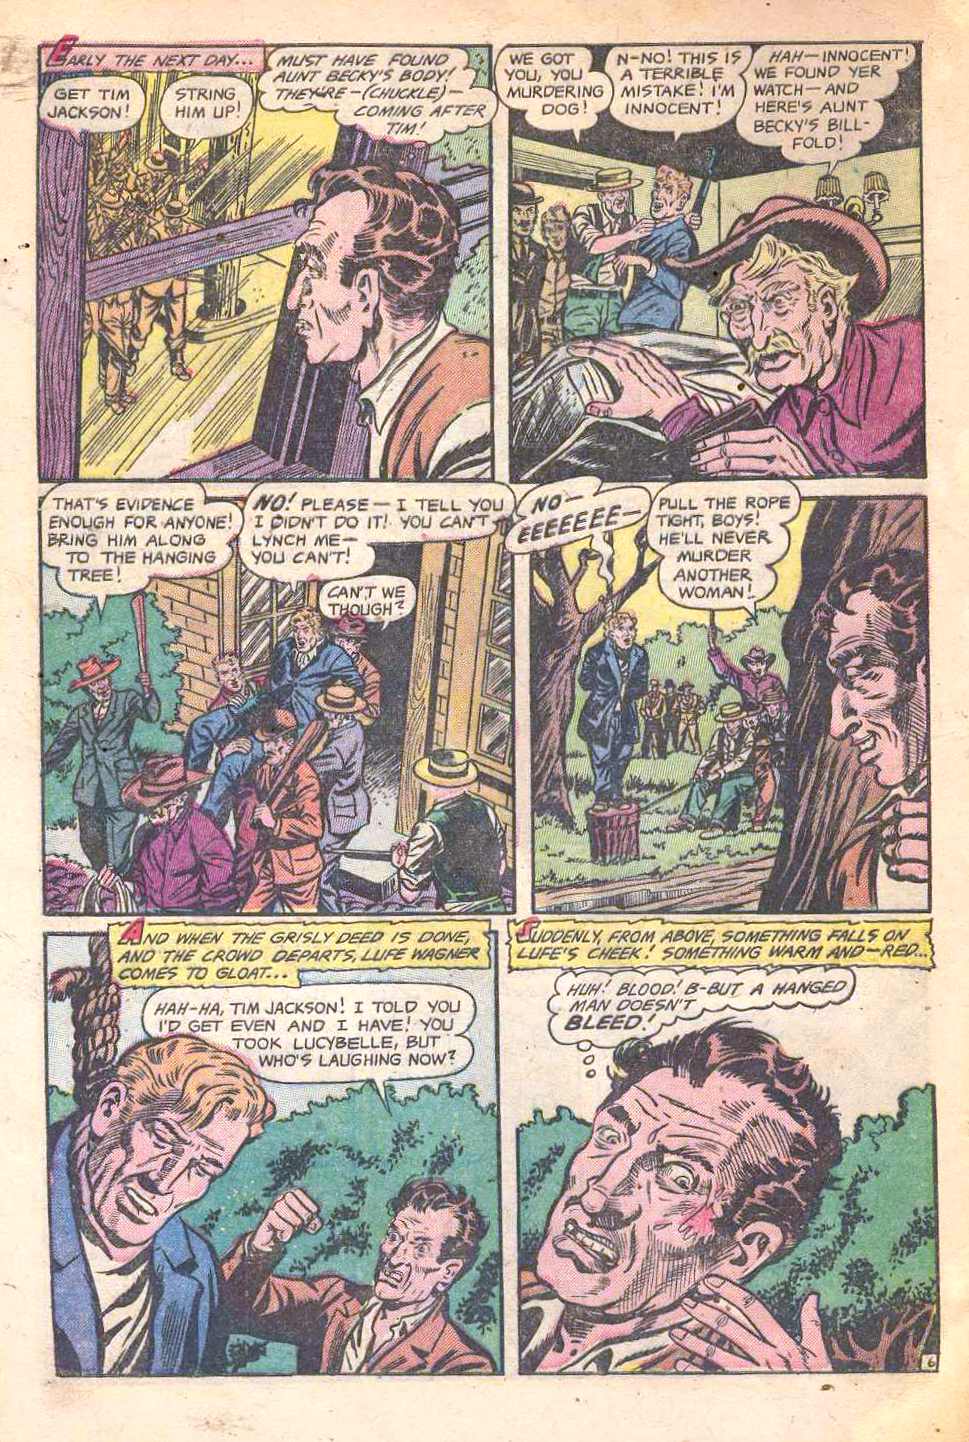 EARLY THE NEXT DAY...
GET TIM
JACKSON!
STRING
HIM UP!
MUST HAVE FOUND
AUNT BECKY'S BODY!
THEY'RE-(CHUCKLE)-
COMING AFTER
TIM!
WE GOT
YOU, YOU
MURDERING
DOG!
N-NO! THIS IS
A TERRIBLE
MISTAKE! I'M
INNOCENT!
HAH-INNOCENT!
WE FOUND YER
WATCH-AND
HERE'S AUNT
BECKY'S BILL-
FOLD!
THAT'S EVIDENCE
ENOUGH FOR ANYONE!
BRING HIM ALONG
TO THE HANGING
TREE!
NO! PLEASE-I TELL YOU
I DIDN'T DO IT! YOU CAN'T
LYNCH ME-
YOU CAN'T!
CAN'T WE
THOUGH?
NO-
EEEEEEE-
PULL THE ROPE
TIGHT, BOYS!
HE'LL NEVER
MURDER
ANOTHER
WOMAN!
AND WHEN THE GRISLY DEED IS DONE,
AND THE CROWD DEPARTS, LUFE WAGNER
COMES TO GLOAT...
HAH-HA, TIM JACKSON! I TOLD YOU
I'D GET EVEN AND I HAVE! YOU
TOOK LUCYBELLE, BUT
WHO'S LAUGHING NOW?
SUDDENLY, FROM ABOVE, SOMETHING FALLS ON
LUFE'S CHEEK! SOMETHING WARM AND-RED...
HUH! BLOOD! B-BUT A HANGED
MAN DOESN'T
BLEED!
6